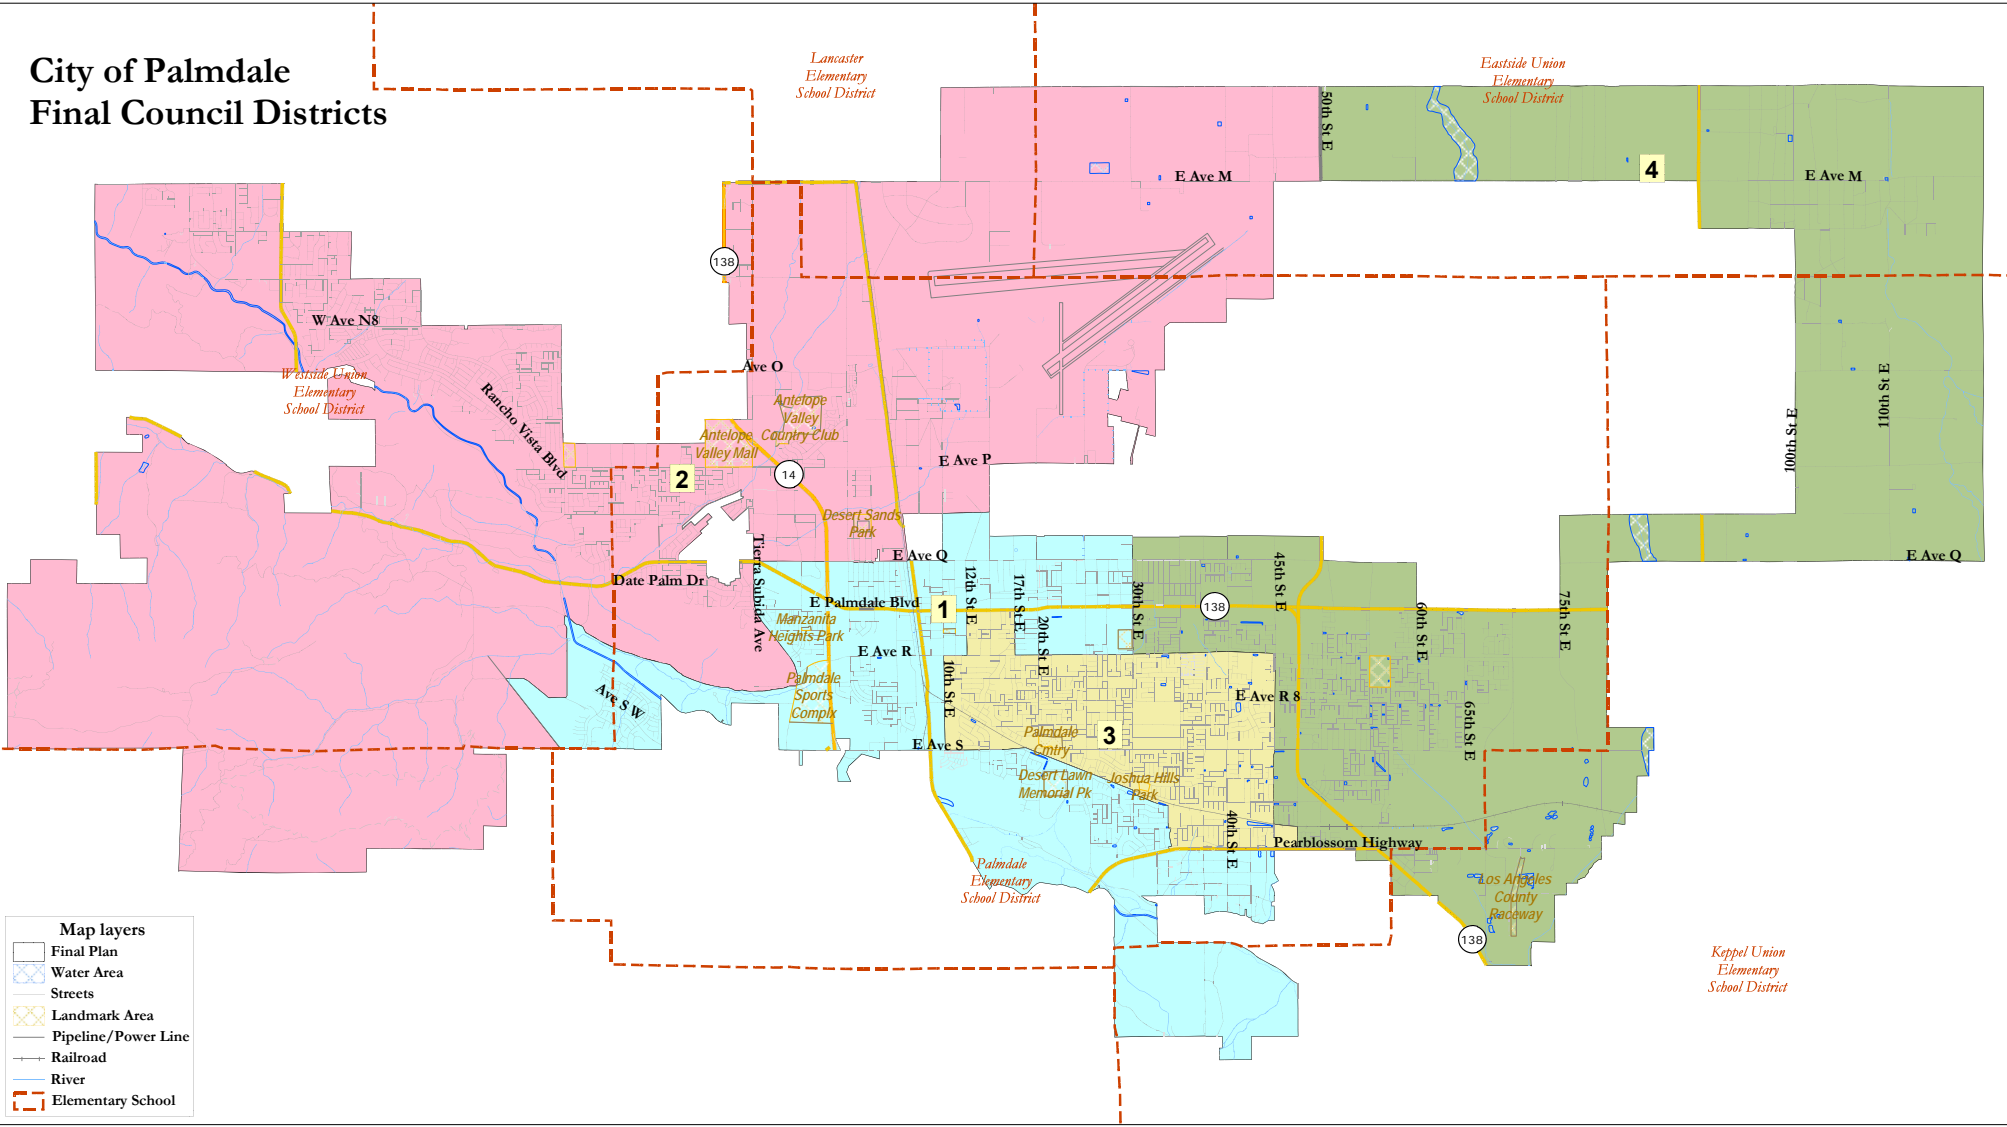 City of Palmdale
Final Council Districts
Lancaster
Elementary
School District
Eastside Union
Elementary
School District
50th St E
4
E Ave M
E Ave M
138
W Ave N8
Westside Union
Elementary
School District
Ave O
Rancho Vista Blvd
Antelope
Valley
Country Club
Antelope
Valley Mall
110th St E
100th St E
E Ave P
2
14
Desert Sands
Park
E Ave Q
E Ave Q
Tierra Subida Ave
Date Palm Dr
12th St E
17th St E
30th St E
45th St E
60th St E
75th St E
E Palmdale Blvd
1
138
Manzanita
Heights Park
20th St E
E Ave R
10th St E
Palmdale
Sports
Complx
Ave S W
E Ave R 8
65th St E
3
Palmdale
Cmtry
E Ave S
Desert Lawn
Memorial Pk
Joshua Hills
Park
40th St E
Pearblossom Highway
Palmdale
Elementary
School District
Los Angeles
County
Raceway
138
Keppel Union
Elementary
School District
Map layers
Final Plan
Water Area
Streets
Landmark Area
Pipeline/Power Line
Railroad
River
Elementary School